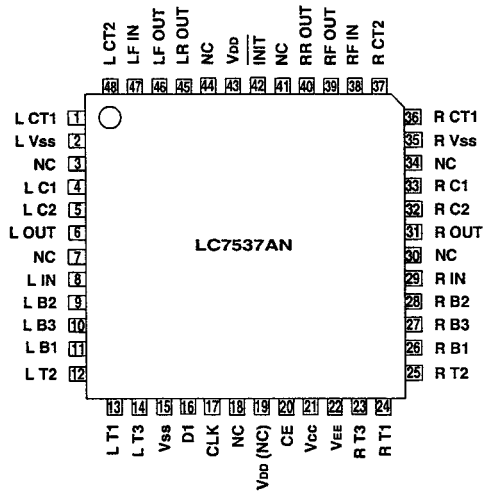 L CT2
LF IN
LF OUT
LR OUT
NC
VDD
INIT
NC
RR OUT
RF OUT
RF IN
R CT2
48 47 46 45 44 43 42 41 40 39 38 37
L CT1 1
L Vss 2
NC 3
L C1 4
L C2 5
L OUT 6
NC 7
L IN 8
L B2 9
L B3 10
L B1 11
L T2 12
LC7537AN
36 R CT1
35 R Vss
34 NC
33 R C1
32 R C2
31 R OUT
30 NC
29 R IN
28 R B2
27 R B3
26 R B1
25 R T2
13 14 15 16 17 18 19 20 21 22 23 24
L T1
L T3
Vss
D1
CLK
NC
VDD (NC)
CE
VCC
VEE
R T3
R T1